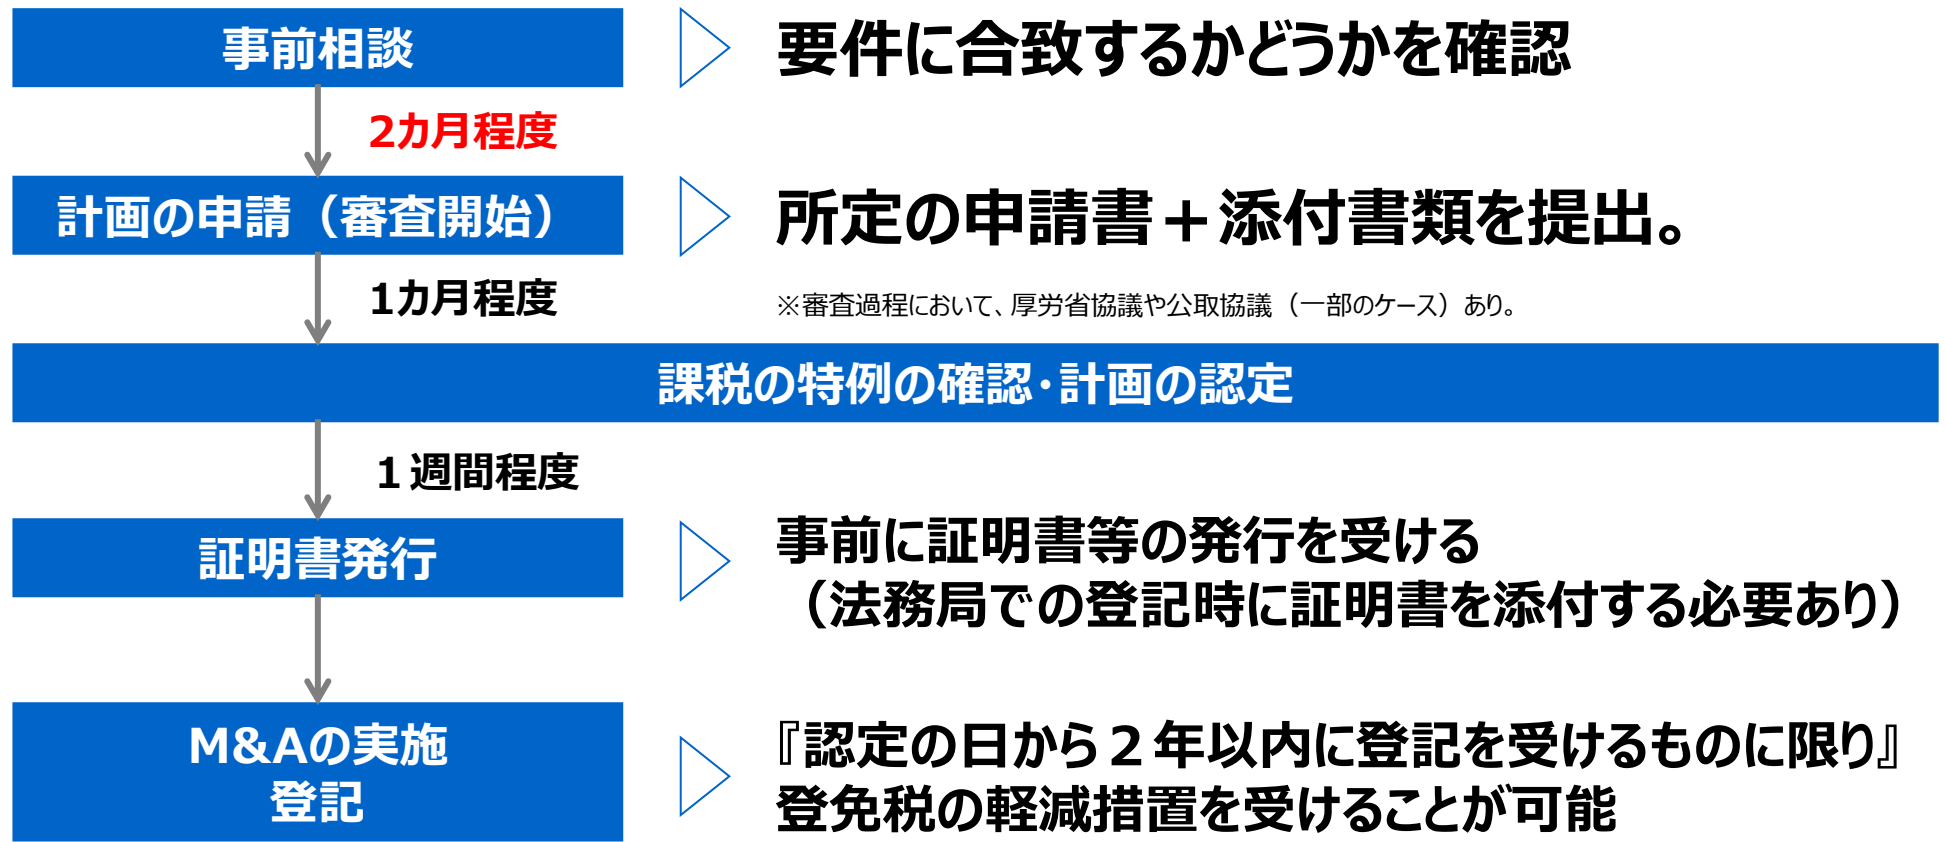 事前相談
要件に合致するかどうかを確認
2カ月程度
計画の申請（審査開始）
所定の申請書＋添付書類を提出。
1カ月程度
※審査過程において、厚労省協議や公取協議（一部のケース）あり。
課税の特例の確認・計画の認定
１週間程度
証明書発行
事前に証明書等の発行を受ける
（法務局での登記時に証明書を添付する必要あり）
M&Aの実施
登記
『認定の日から２年以内に登記を受けるものに限り』
登免税の軽減措置を受けることが可能